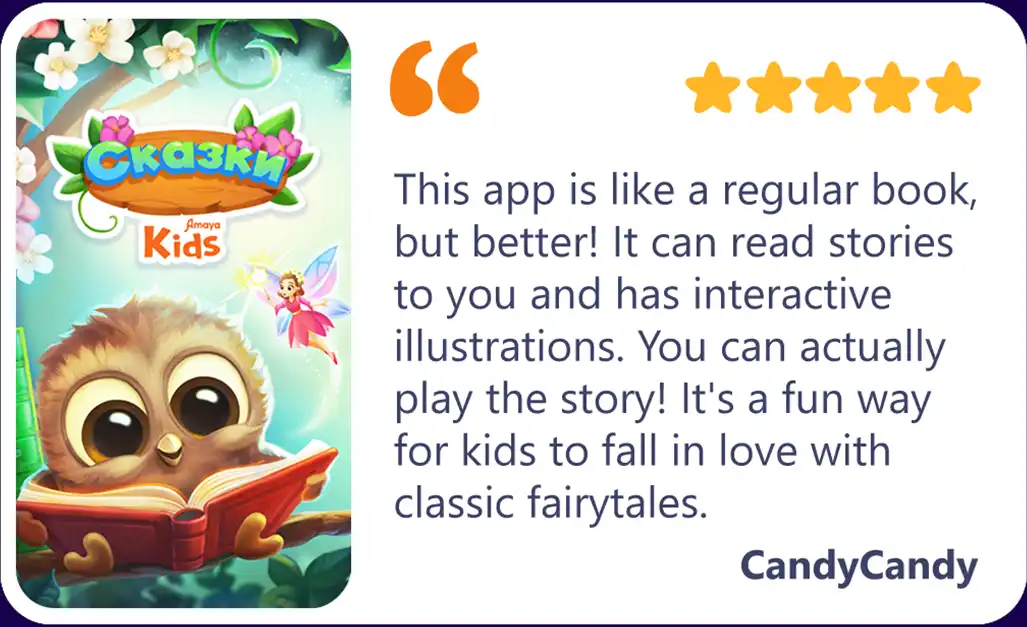 Сказки
Amaya
Kids
“
This app is like a regular book,
but better! It can read stories
to you and has interactive
illustrations. You can actually
play the story! It's a fun way
for kids to fall in love with
classic fairytales.
CandyCandy